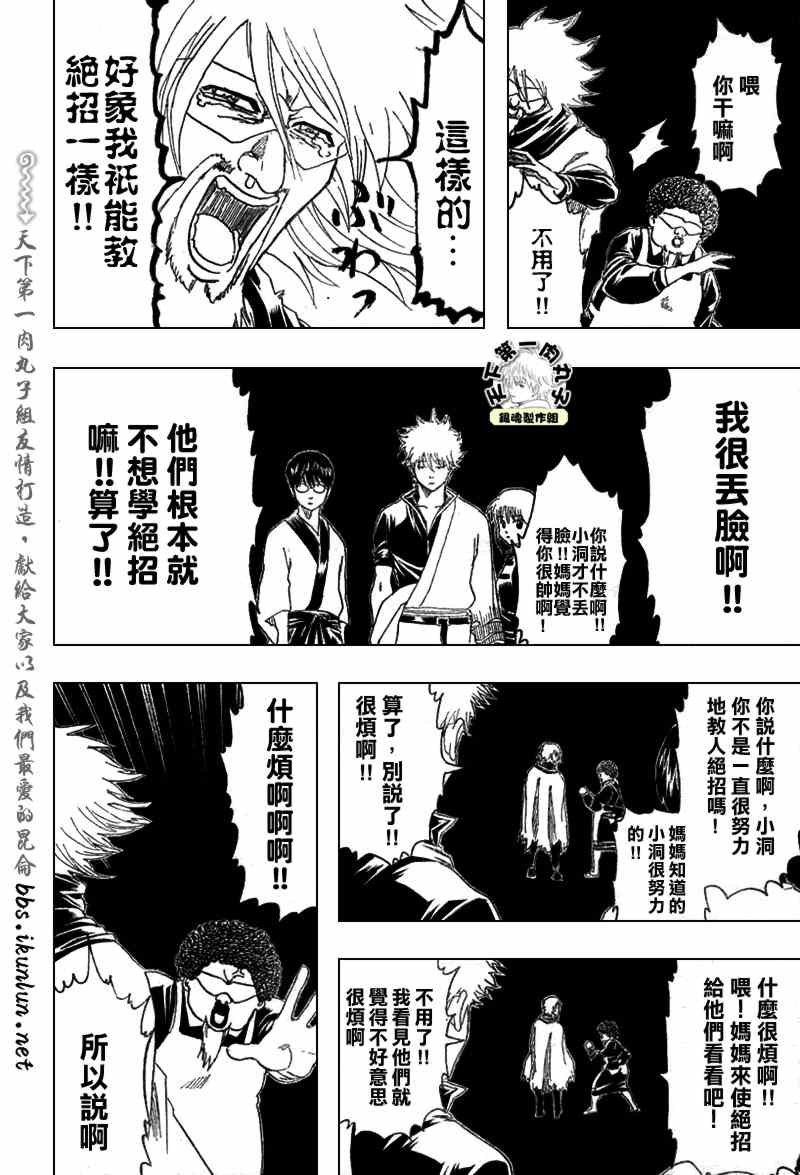 喂
你干嘛啊
不用了!!
這樣的…
好象我衹能教
絕招一樣!!
ぶわっ
我很丟臉啊!!
你説什麼啊!!
小洞才不丟
臉!!媽媽覺
得你很帥啊!
他們根本就
不想學絕招
嘛!!算了!!
天下第一肉丸子
銀魂製作組
你説什麼啊,小洞
你不是一直很努力
地教人絕招嗎!
媽媽知道的
小洞很努力
的!!
算了,別説了!!
很煩啊!!
什麼很煩啊!!
喂!媽媽來使絕招
給他們看看吧!
不用了!!
我看見他們就
覺得不好意思
很煩啊
什麼煩啊啊啊!!
所以説啊
天下第一肉丸子組友情打造,獻給大家以及我們最愛的昆侖bbs.ikunlun.net